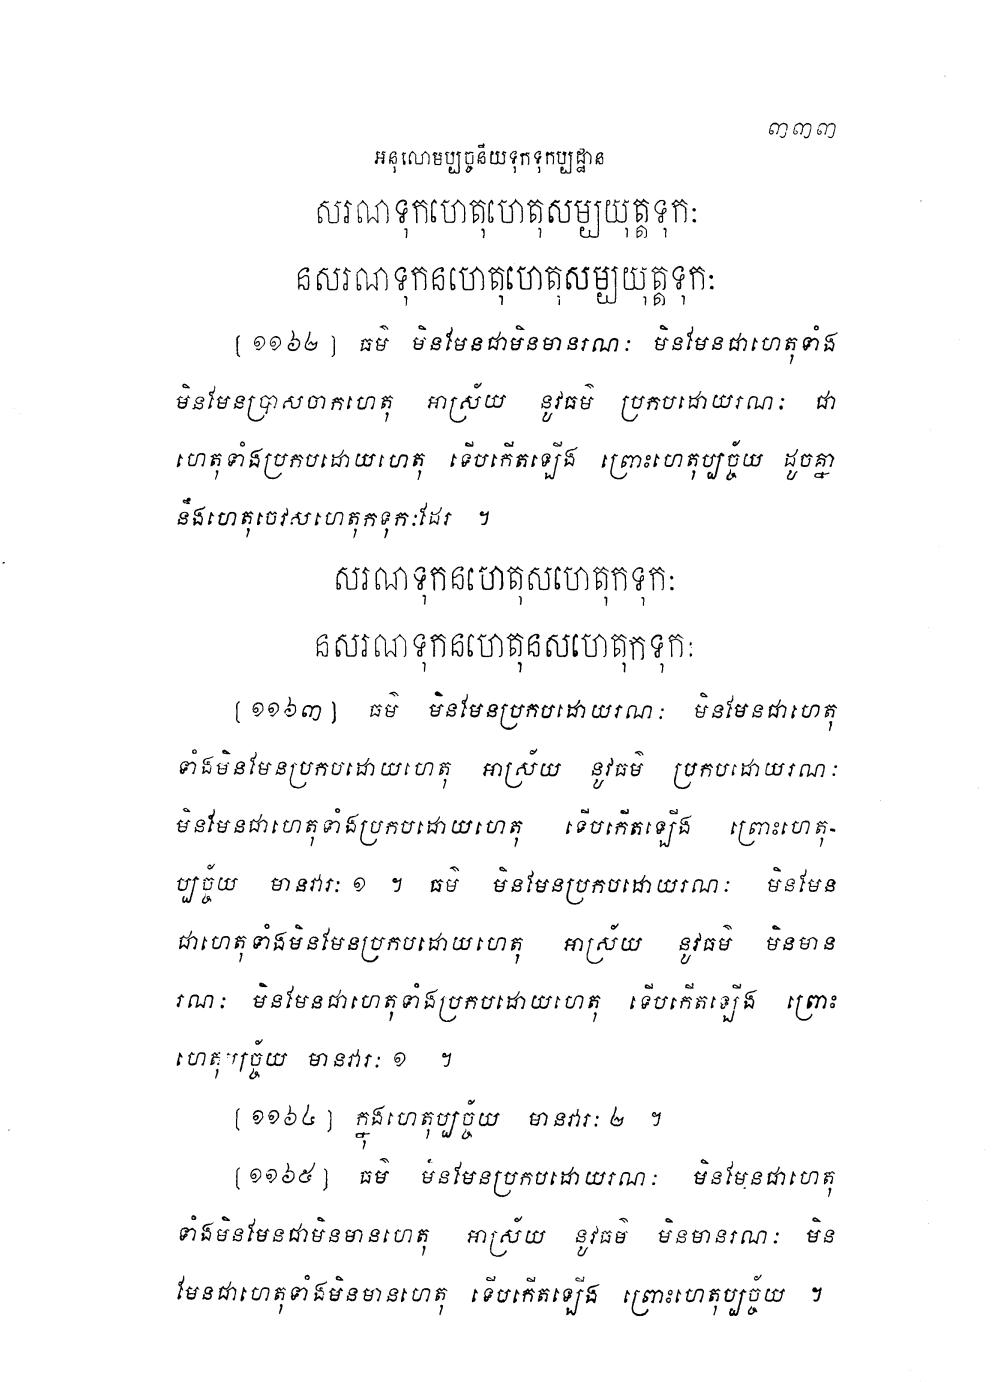 ៣៣៣
អនុលោមប្បច្ចនីយទុកទុកប្បដ្ឋាន
សរណទុកហេតុហេតុសម្បយុត្តទុកៈ
នសរណទុកនហេតុហេតុសម្បយុត្តទុកៈ
[១១៦២] ធម៌ មិនមែនជាមិនមានរណៈ មិនមែនជាហេតុទាំង
មិនមែនប្រាសចាកហេតុ អាស្រ័យ នូវធម៌ ប្រកបដោយរណៈ ជា
ហេតុទាំងប្រកបដោយហេតុ ទើបកើតឡើង ព្រោះហេតុប្បច្ច័យ ដូចគ្នា
នឹងហេតុចេវសហេតុកទុកៈដែរ ។
សរណទុកនហេតុសហេតុកទុកៈ
នសរណទុកនហេតុនសហេតុកទុកៈ
[១១៦៣] ធម៌ មិនមែនប្រកបដោយរណៈ មិនមែនជាហេតុ
ទាំងមិនមែនប្រកបដោយហេតុ អាស្រ័យ នូវធម៌ ប្រកបដោយរណៈ
មិនមែនជាហេតុទាំងប្រកបដោយហេតុ ទើបកើតឡើង ព្រោះហេតុ-
ប្បច្ច័យ មានវារៈ ១ ។ ធម៌ មិនមែនប្រកបដោយរណៈ មិនមែន
ជាហេតុទាំងមិនមែនប្រកបដោយហេតុ អាស្រ័យ នូវធម៌ មិនមាន
រណៈ មិនមែនជាហេតុទាំងប្រកបដោយហេតុ ទើបកើតឡើង ព្រោះ
ហេតុប្បច្ច័យ មានវារៈ ១ ។
[១១៦៤] ក្នុងហេតុប្បច្ច័យ មានវារៈ ២ ។
[១១៦៥] ធម៌ មិនមែនប្រកបដោយរណៈ មិនមែនជាហេតុ
ទាំងមិនមែនជាមិនមានហេតុ អាស្រ័យ នូវធម៌ មិនមានរណៈ មិន
មែនជាហេតុទាំងមិនមានហេតុ ទើបកើតឡើង ព្រោះហេតុប្បច្ច័យ ។